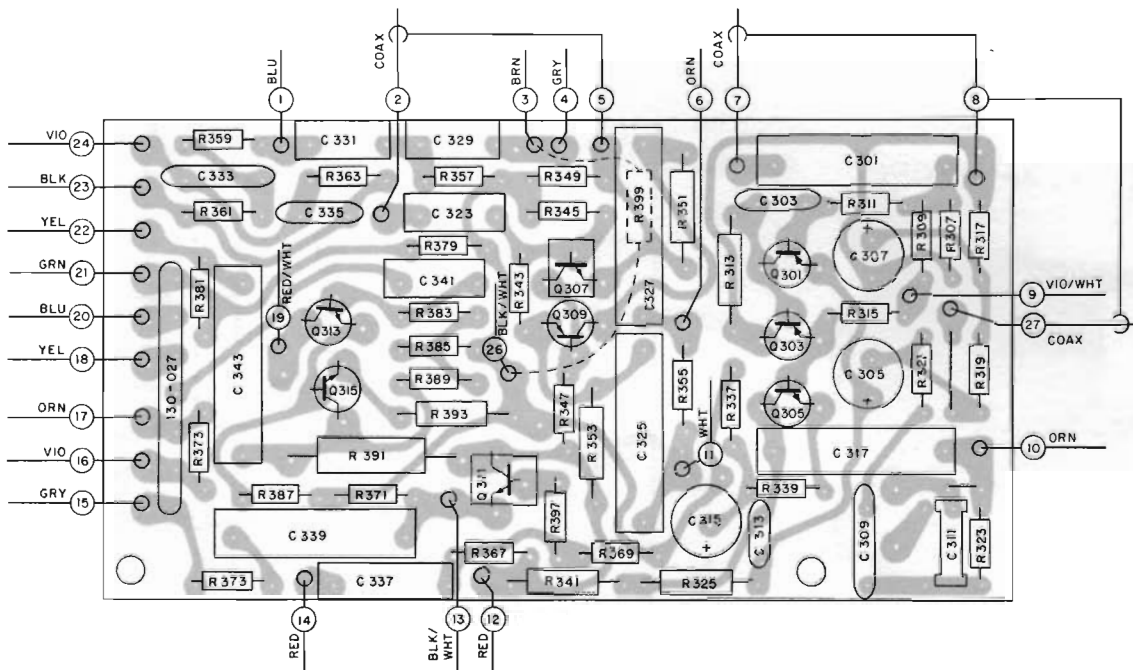 BLU
COAX
BRN
GRY
ORN
COAX
1
2
3
4
5
6
7
8
VIO 24
BLK 23
YEL 22
GRN 21
BLU 20
YEL 18
ORN 17
VIO 16
GRY 15
R359
C 331
C 329
C 301
C 333
R363
R357
R349
R399
R351
C 303
R311
R361
C 335
C 323
R345
R309
R307
R317
R379
R381
19
RED/WHT
C 341
R343
Q307
C 327
R313
Q301
C 307
9 VIO/WHT
Q313
R383
BLK/WHT
Q309
Q303
R315
27
COAX
130-027
C 343
R385
26
R389
Q315
R355
R337
Q305
C 305
R321
R319
R393
R347
R353
C 325
WHT
11
R373
R391
Q311
C 317
10 ORN
R387
R371
R397
R339
C 339
C 315
C 313
C 309
C 311
R323
R367
R369
R373
C 337
R341
R325
14
RED
13
BLK/
WHT
12
RED